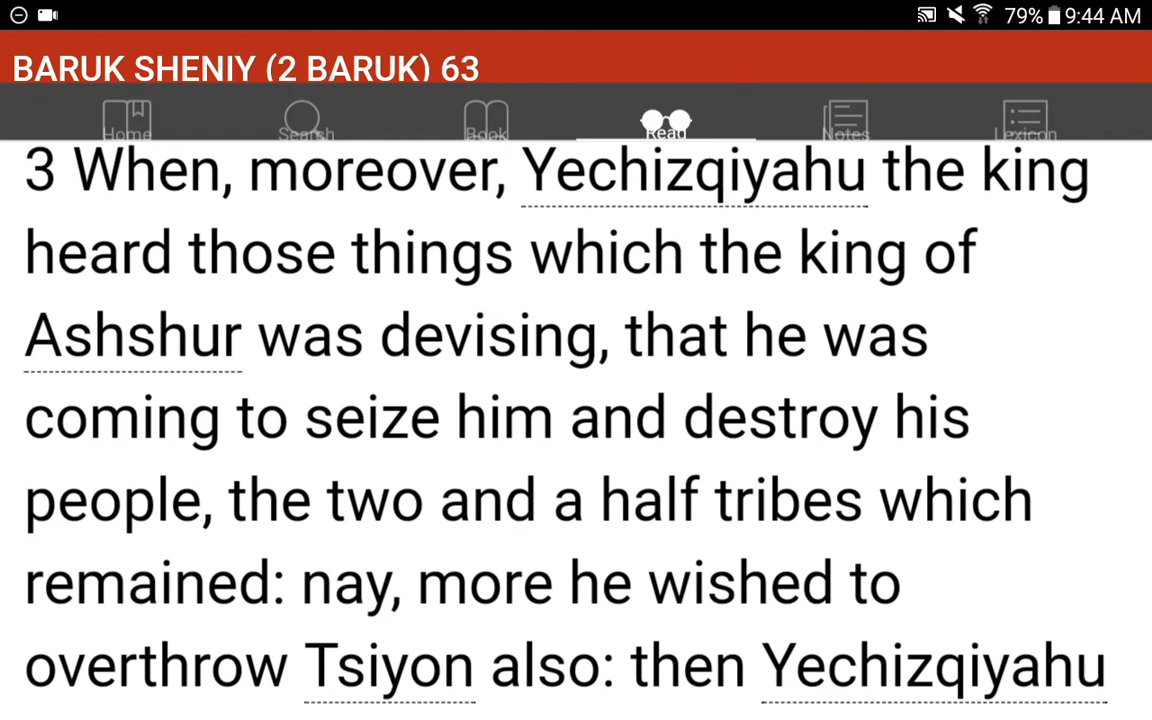 79% 9:44 AM
BARUK SHENIY (2 BARUK) 63
Home Search Book Read Notes Lexicon
3 When, moreover, Yechizqiyahu the king
heard those things which the king of
Ashshur was devising, that he was
coming to seize him and destroy his
people, the two and a half tribes which
remained: nay, more he wished to
overthrow Tsiyon also: then Yechizqiyahu